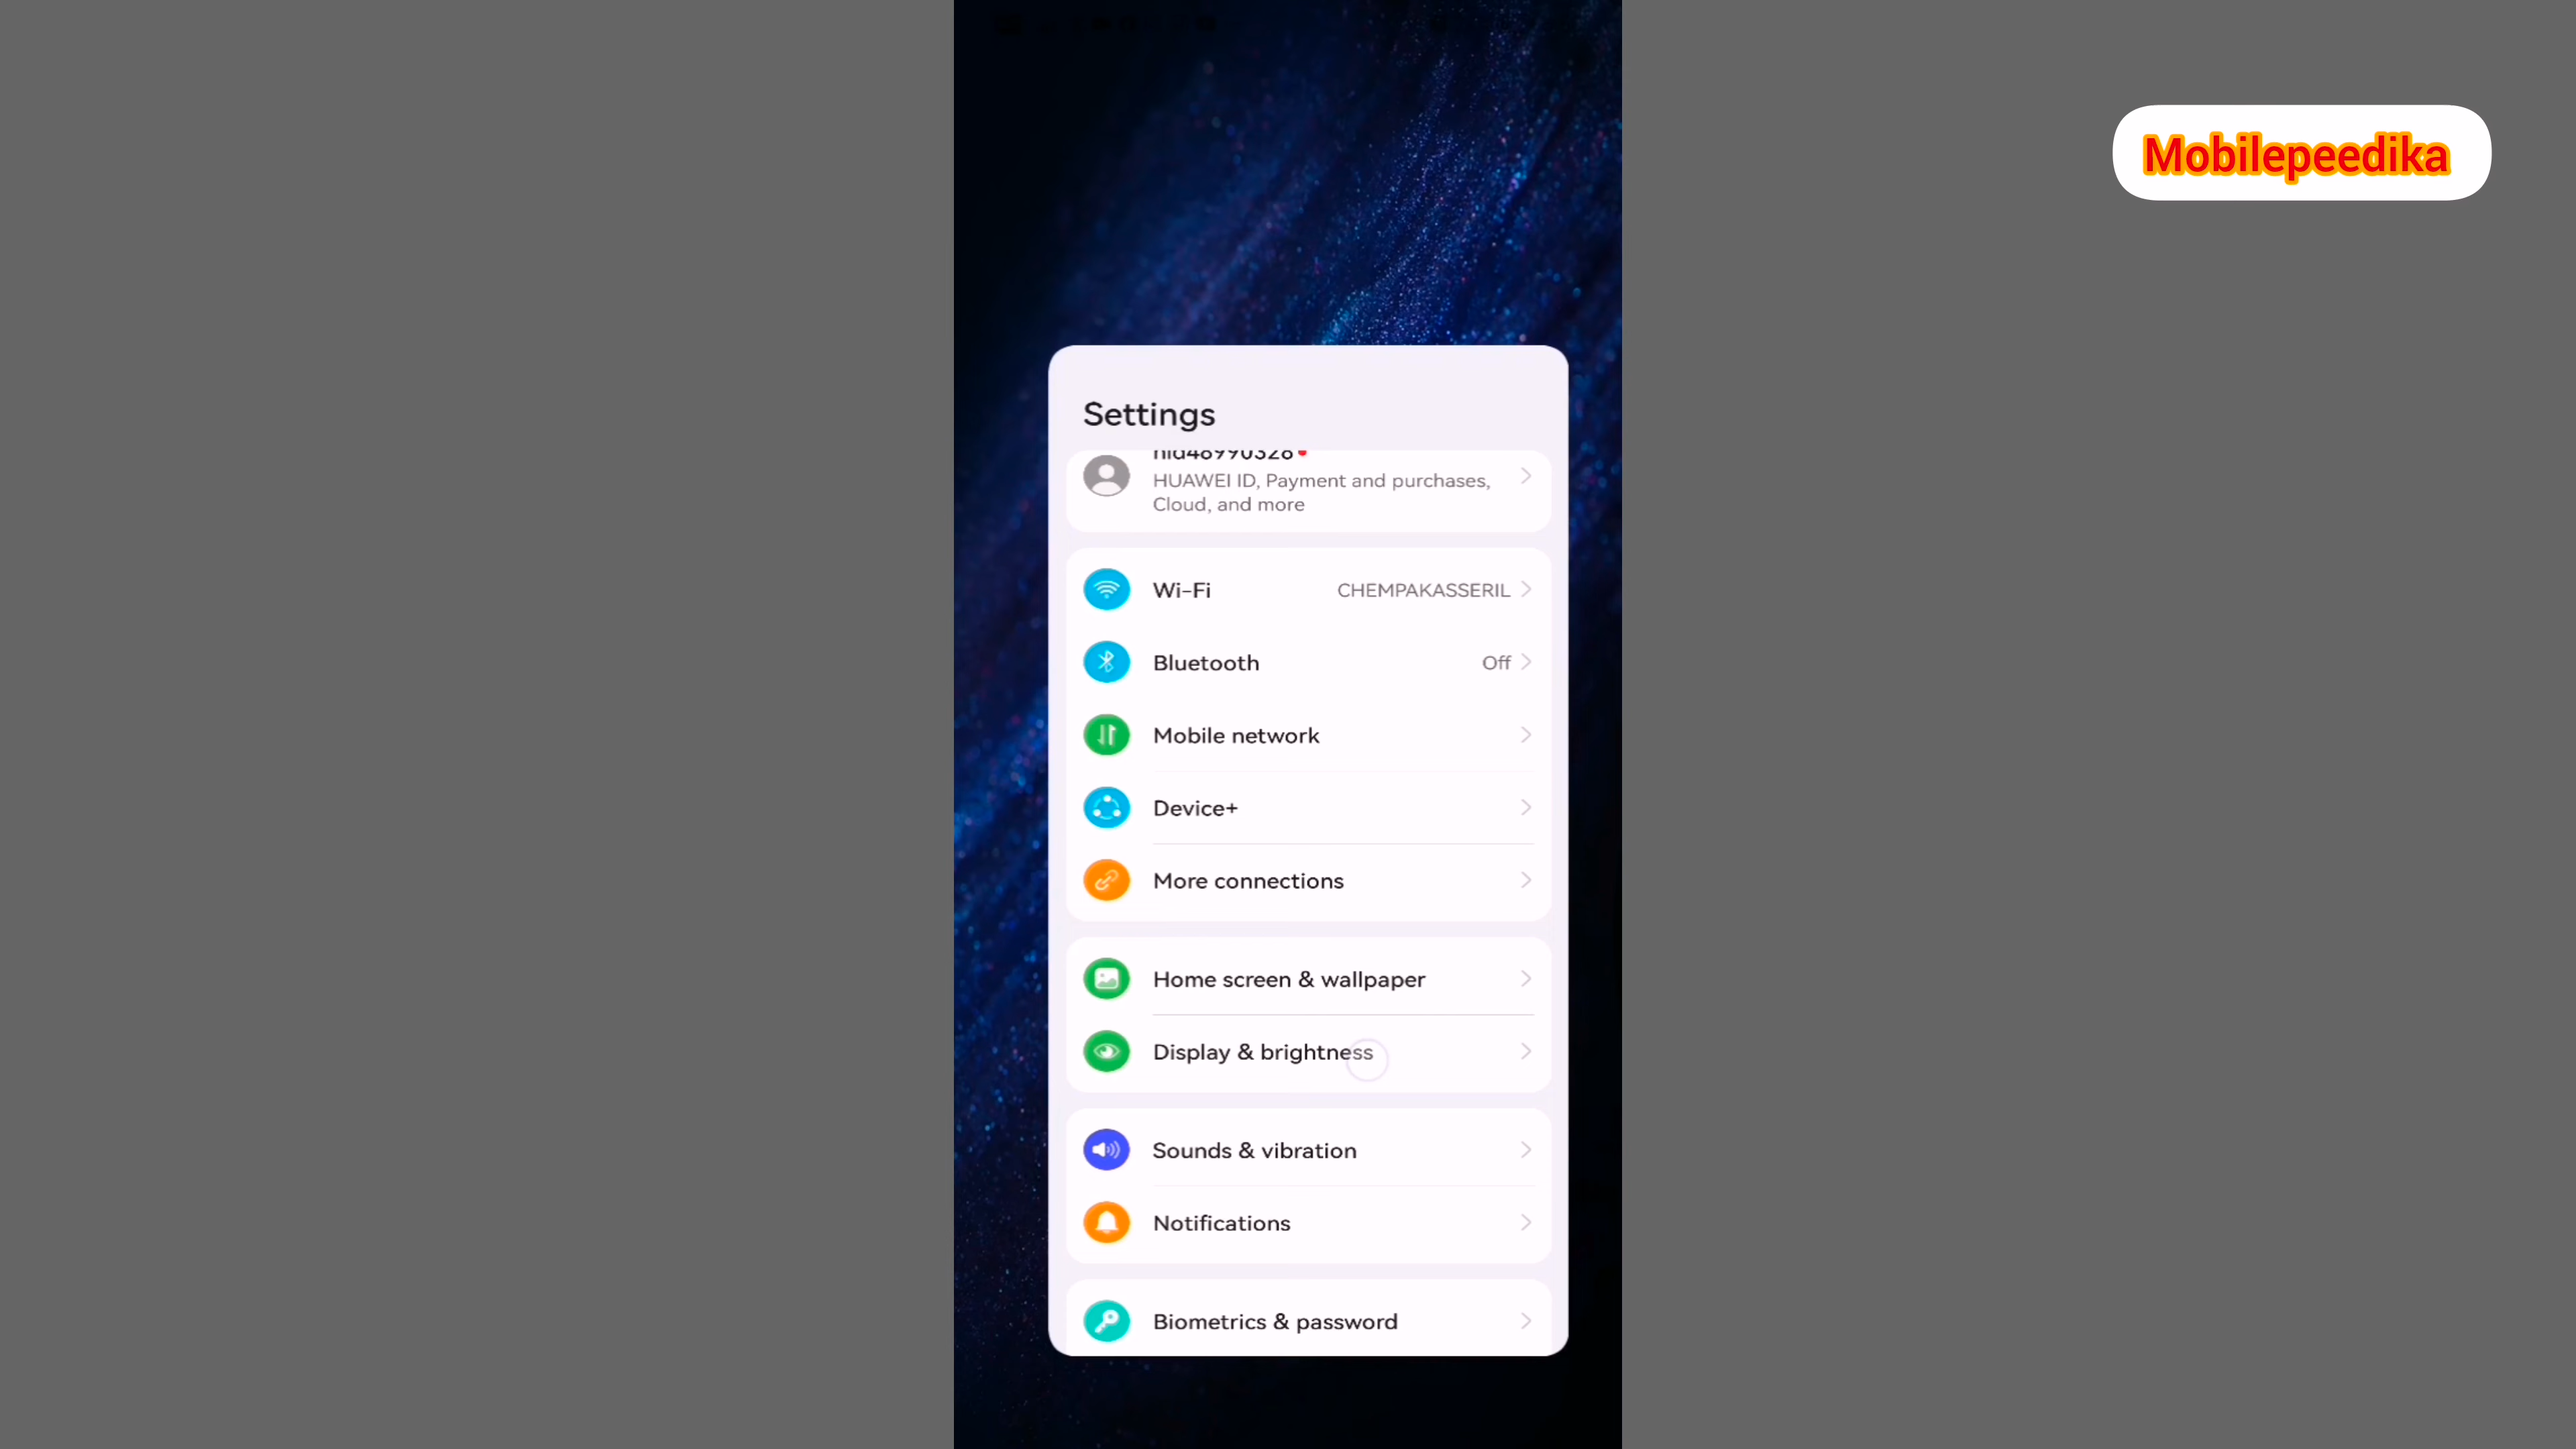 Mobilepeedika
Settings
HUAWEI ID, Payment and purchases,
Cloud, and more
Wi-Fi CHEMPAKASSERIL
Bluetooth Off
Mobile network
Device+
More connections
Home screen & wallpaper
Display & brightness
Sounds & vibration
Notifications
Biometrics & password